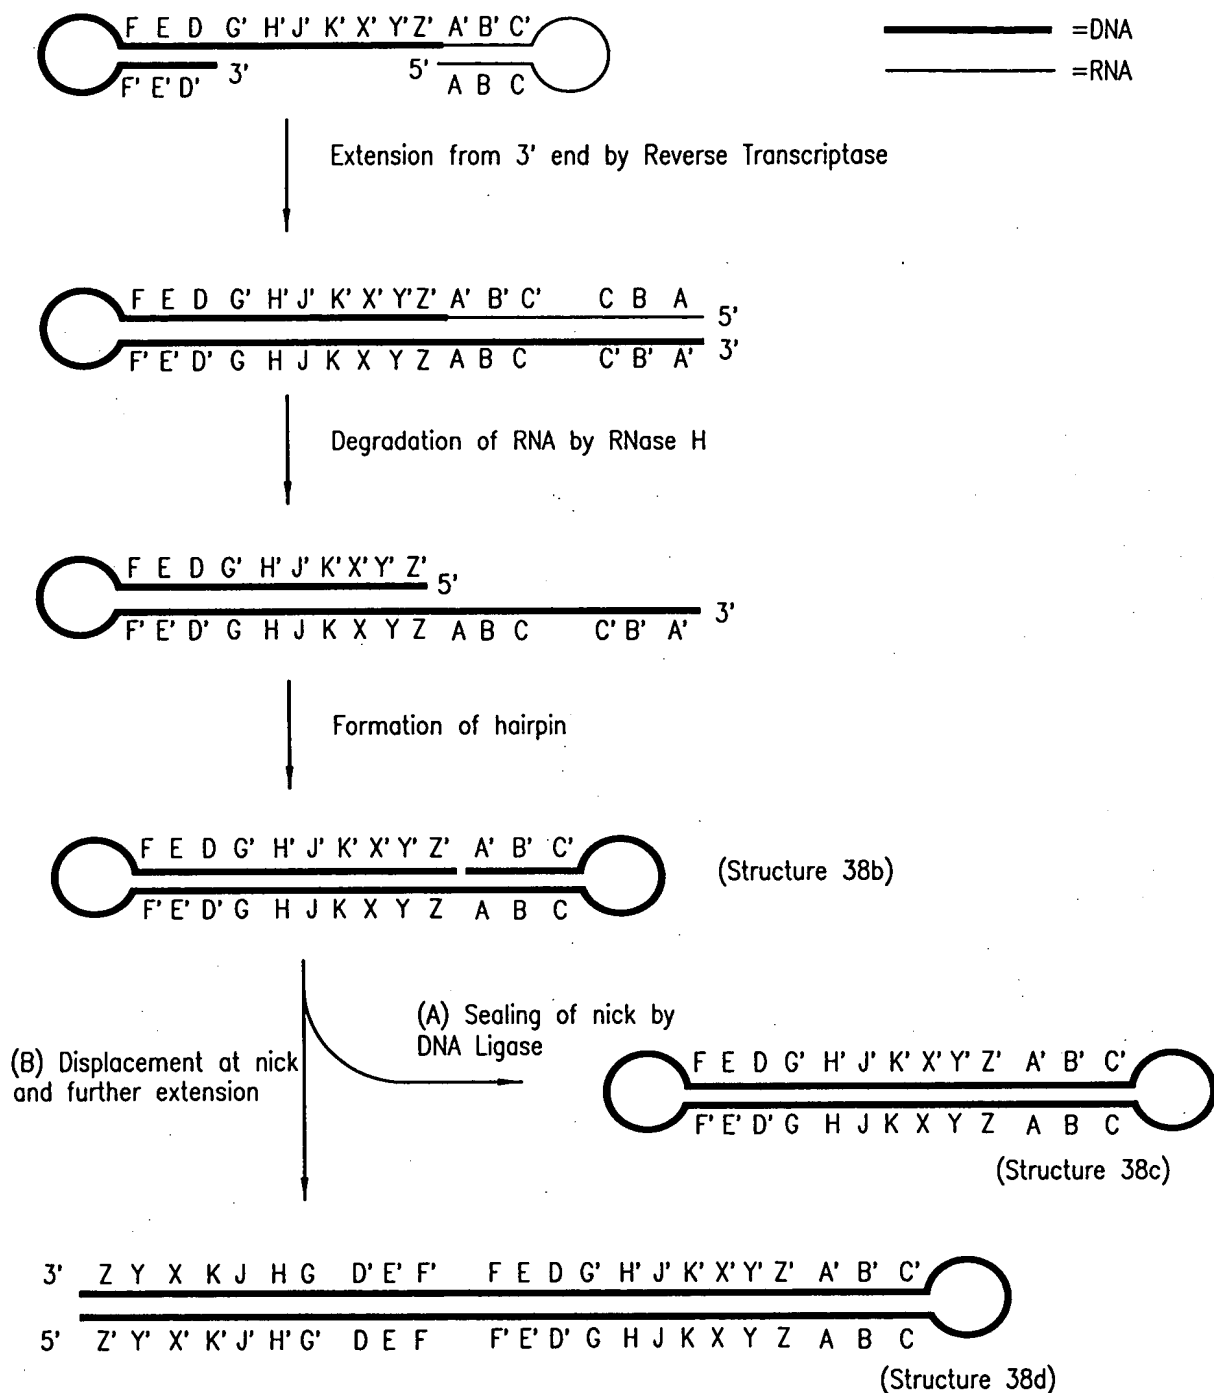 F E D G' H' J' K' X' Y' Z' A' B' C'
=DNA
=RNA
3' 5'
F' E' D' A B C
Extension from 3' end by Reverse Transcriptase
F E D G' H' J' K' X' Y' Z' A' B' C' C B A
5'
3'
F' E' D' G H J K X Y Z A B C C' B' A'
Degradation of RNA by RNase H
F E D G' H' J' K' X' Y' Z'
5'
3'
F' E' D' G H J K X Y Z A B C C' B' A'
Formation of hairpin
F E D G' H' J' K' X' Y' Z' A' B' C'
(Structure 38b)
F' E' D' G H J K X Y Z A B C
(A) Sealing of nick by
DNA Ligase
(B) Displacement at nick
and further extension
F E D G' H' J' K' X' Y' Z' A' B' C'
F' E' D' G H J K X Y Z A B C
(Structure 38c)
3' Z Y X K J H G D' E' F' F E D G' H' J' K' X' Y' Z' A' B' C'
5' Z' Y' X' K' J' H' G' D E F F' E' D' G H J K X Y Z A B C
(Structure 38d)